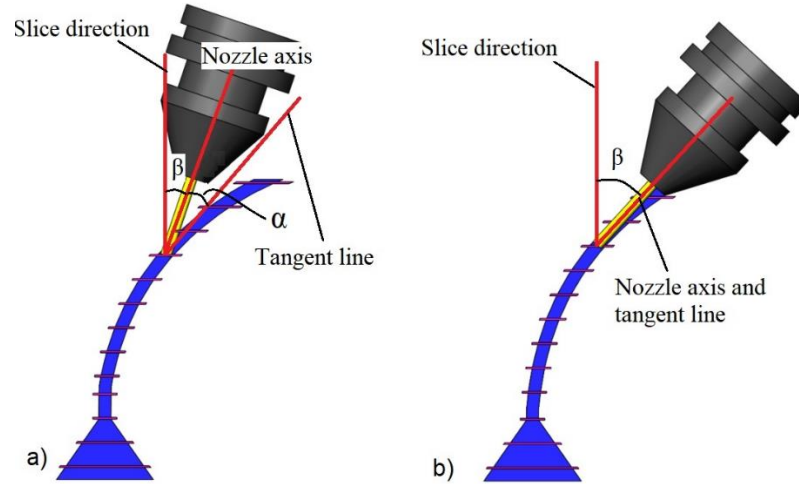 Slice direction
Nozzle axis
β
α
Tangent line
a)
Slice direction
β
Nozzle axis and
tangent line
b)